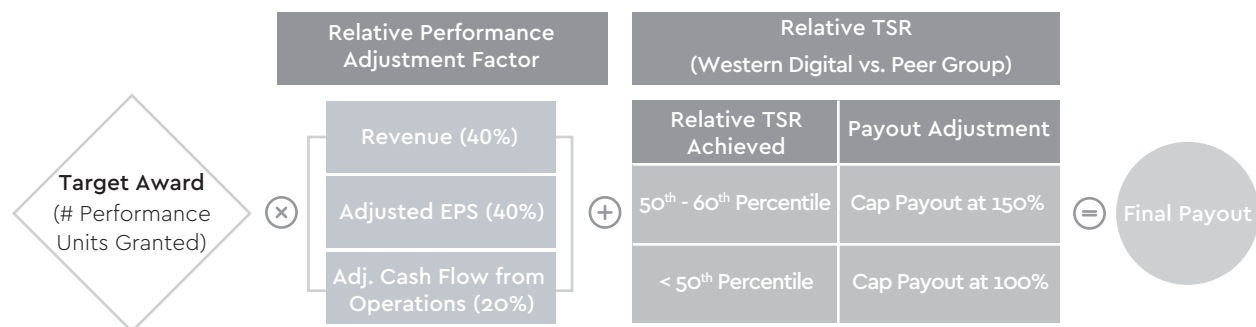 Relative Performance
Adjustment Factor
Relative TSR
(Western Digital vs. Peer Group)
Target Award
(# Performance
Units Granted)
×
Revenue (40%)
Adjusted EPS (40%)
Adj. Cash Flow from
Operations (20%)
+
Relative TSR
Achieved
Payout Adjustment
50th - 60th Percentile
Cap Payout at 150%
< 50th Percentile
Cap Payout at 100%
=
Final Payout